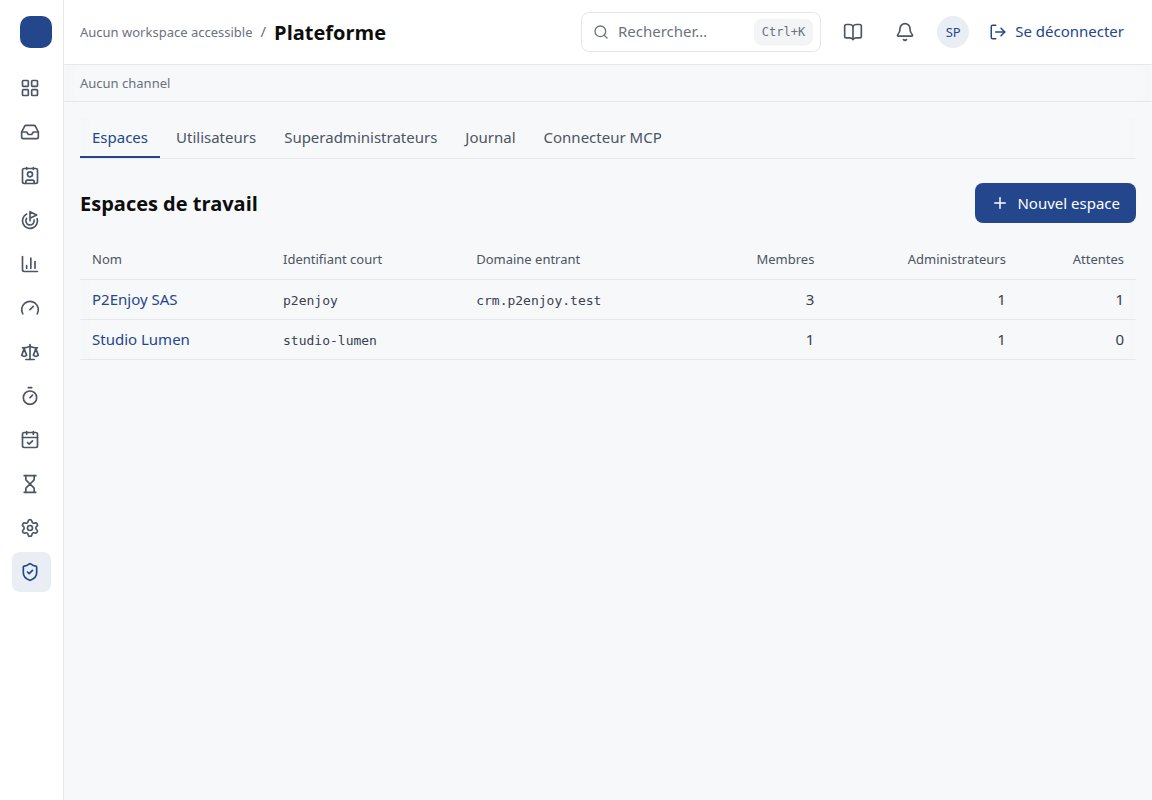 Aucun workspace accessible / Plateforme
Rechercher... Ctrl+K
SP
Se déconnecter
Aucun channel
Espaces Utilisateurs Superadministrateurs Journal Connecteur MCP
Espaces de travail
Nouvel espace
Nom Identifiant court Domaine entrant Membres Administrateurs Attentes
P2Enjoy SAS p2enjoy crm.p2enjoy.test 3 1 1
Studio Lumen studio-lumen 1 1 0